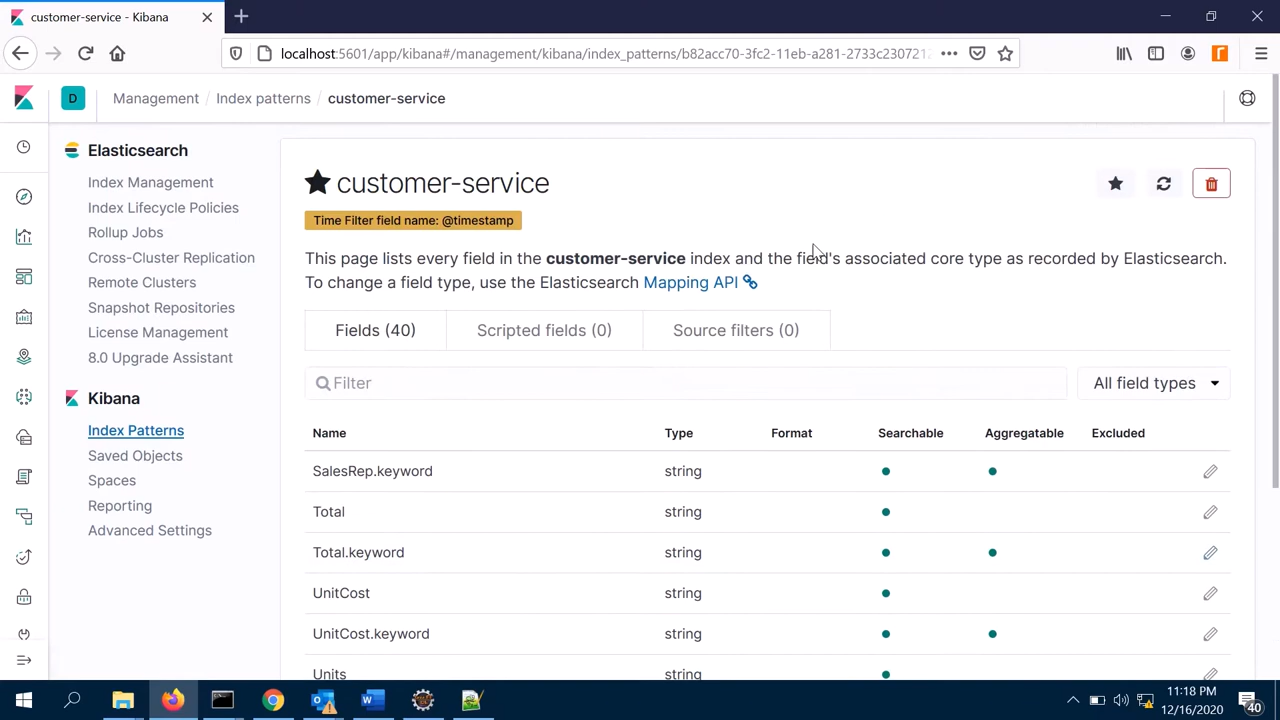 customer-service - Kibana
localhost:5601/app/kibana#/management/kibana/index_patterns/b82acc70-3fc2-11eb-a281-2733c2307212
D
Management / Index patterns / customer-service
Elasticsearch
Index Management
Index Lifecycle Policies
Rollup Jobs
Cross-Cluster Replication
Remote Clusters
Snapshot Repositories
License Management
8.0 Upgrade Assistant
Kibana
Index Patterns
Saved Objects
Spaces
Reporting
Advanced Settings
customer-service
Time Filter field name: @timestamp
This page lists every field in the customer-service index and the field's associated core type as recorded by Elasticsearch.
To change a field type, use the Elasticsearch Mapping API
Fields (40)
Scripted fields (0)
Source filters (0)
Filter
All field types
Name Type Format Searchable Aggregatable Excluded
SalesRep.keyword string
Total string
Total.keyword string
UnitCost string
UnitCost.keyword string
Units string
11:18 PM
12/16/2020
40